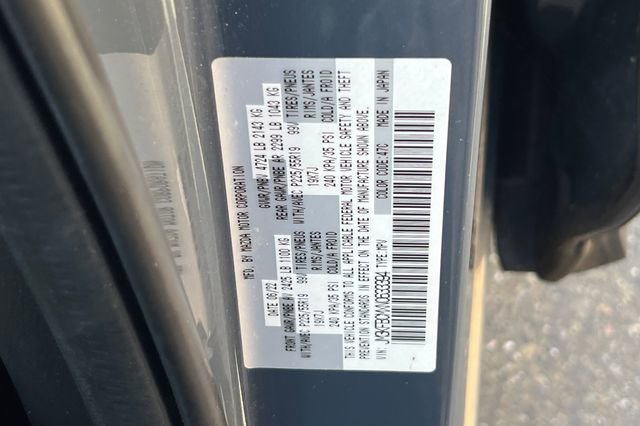 MFD. BY MAZDA MOTOR CORPORATION
DATE: 06/22 GVWR/PNBV 4724 LB 2143 KG
FRONT GAWR/PNBE AV 2425 LB 1100 KG REAR GAWR/PNBE AR 2299 LB 1043 KG
WITH/AVEC P225/55R19 99V TIRES/PNEUS WITH/AVEC P225/55R19 99V TIRES/PNEUS
19X7J RIMS/JANTES 19X7J RIMS/JANTES
240 KPA/35 PSI COLD/A FROID 240 KPA/35 PSI COLD/A FROID
THIS VEHICLE CONFORMS TO ALL APPLICABLE FEDERAL MOTOR VEHICLE SAFETY AND THEFT
PREVENTION STANDARDS IN EFFECT ON THE DATE OF MANUFACTURE SHOWN ABOVE.
VIN: TYPE: MPV COLOR CODE: 47C MADE IN JAPAN